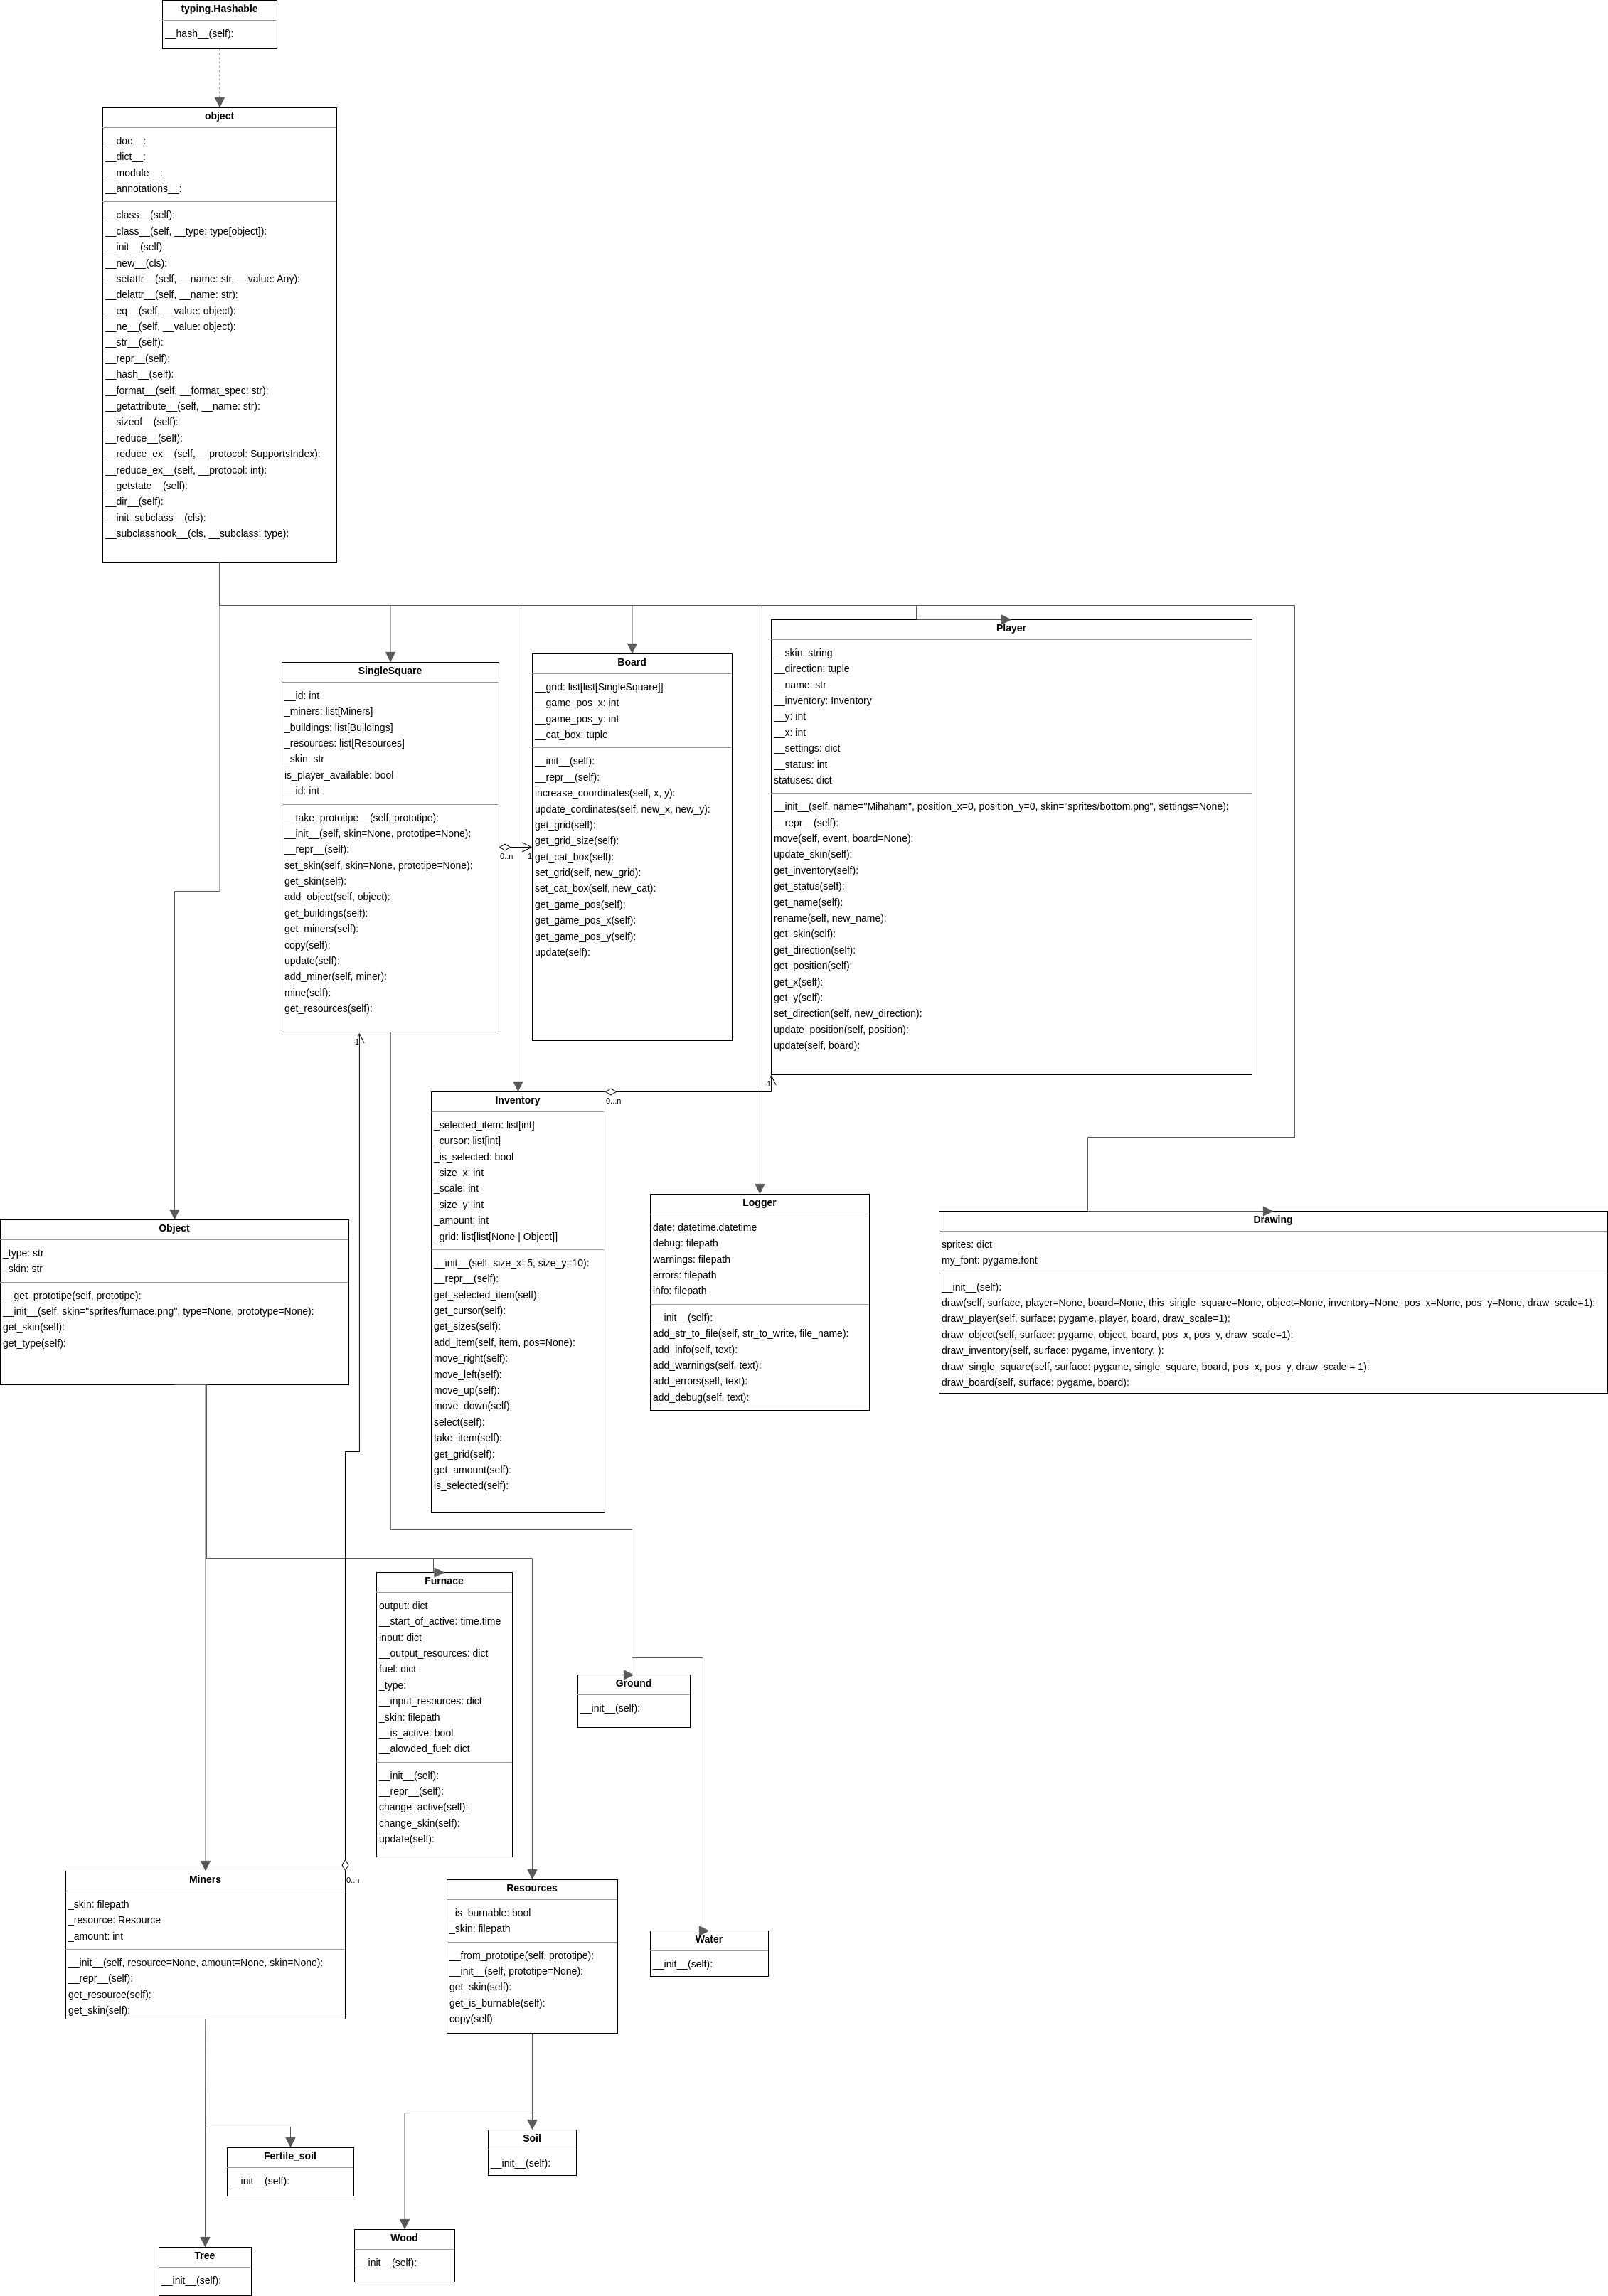 typing.Hashable
__hash__(self):
object
__doc__:
__dict__:
__module__:
__annotations__:
__class__(self):
__class__(self, __type: type[object]):
__init__(self):
__new__(cls):
__setattr__(self, __name: str, __value: Any):
__delattr__(self, __name: str):
__eq__(self, __value: object):
__ne__(self, __value: object):
__str__(self):
__repr__(self):
__hash__(self):
__format__(self, __format_spec: str):
__getattribute__(self, __name: str):
__sizeof__(self):
__reduce__(self):
__reduce_ex__(self, __protocol: SupportsIndex):
__reduce_ex__(self, __protocol: int):
__getstate__(self):
__dir__(self):
__init_subclass__(cls):
__subclasshook__(cls, __subclass: type):
SingleSquare
__id: int
_miners: list[Miners]
_buildings: list[Buildings]
_resources: list[Resources]
_skin: str
is_player_available: bool
__id: int
__take_prototipe__(self, prototipe):
__init__(self, skin=None, prototipe=None):
__repr__(self):
set_skin(self, skin=None, prototipe=None):
get_skin(self):
add_object(self, object):
get_buildings(self):
get_miners(self):
copy(self):
update(self):
add_miner(self, miner):
mine(self):
get_resources(self):
0..n
1
1
Board
__grid: list[list[SingleSquare]]
__game_pos_x: int
__game_pos_y: int
__cat_box: tuple
__init__(self):
__repr__(self):
increase_coordinates(self, x, y):
update_cordinates(self, new_x, new_y):
get_grid(self):
get_grid_size(self):
get_cat_box(self):
set_grid(self, new_grid):
set_cat_box(self, new_cat):
get_game_pos(self):
get_game_pos_x(self):
get_game_pos_y(self):
update(self):
Player
__skin: string
__direction: tuple
__name: str
__inventory: Inventory
__y: int
__x: int
__settings: dict
__status: int
statuses: dict
__init__(self, name="Mihaham", position_x=0, position_y=0, skin="sprites/bottom.png", settings=None):
__repr__(self):
move(self, event, board=None):
update_skin(self):
get_inventory(self):
get_status(self):
get_name(self):
rename(self, new_name):
get_skin(self):
get_direction(self):
get_position(self):
get_x(self):
get_y(self):
set_direction(self, new_direction):
update_position(self, position):
update(self, board):
1
0...n
Inventory
_selected_item: list[int]
_cursor: list[int]
_is_selected: bool
_size_x: int
_scale: int
_size_y: int
_amount: int
_grid: list[list[None | Object]]
__init__(self, size_x=5, size_y=10):
__repr__(self):
get_selected_item(self):
get_cursor(self):
get_sizes(self):
add_item(self, item, pos=None):
move_right(self):
move_left(self):
move_up(self):
move_down(self):
select(self):
take_item(self):
get_grid(self):
get_amount(self):
is_selected(self):
Logger
date: datetime.datetime
debug: filepath
warnings: filepath
errors: filepath
info: filepath
__init__(self):
add_str_to_file(self, str_to_write, file_name):
add_info(self, text):
add_warnings(self, text):
add_errors(self, text):
add_debug(self, text):
Drawing
sprites: dict
my_font: pygame.font
__init__(self):
draw(self, surface, player=None, board=None, this_single_square=None, object=None, inventory=None, pos_x=None, pos_y=None, draw_scale=1):
draw_player(self, surface: pygame, player, board, draw_scale=1):
draw_object(self, surface: pygame, object, board, pos_x, pos_y, draw_scale=1):
draw_inventory(self, surface: pygame, inventory, ):
draw_single_square(self, surface: pygame, single_square, board, pos_x, pos_y, draw_scale = 1):
draw_board(self, surface: pygame, board):
Object
_type: str
_skin: str
__get_prototipe(self, prototipe):
__init__(self, skin="sprites/furnace.png", type=None, prototype=None):
get_skin(self):
get_type(self):
Furnace
output: dict
__start_of_active: time.time
input: dict
__output_resources: dict
fuel: dict
_type:
__input_resources: dict
_skin: filepath
__is_active: bool
__alowded_fuel: dict
__init__(self):
__repr__(self):
change_active(self):
change_skin(self):
update(self):
Ground
__init__(self):
Miners
_skin: filepath
_resource: Resource
_amount: int
__init__(self, resource=None, amount=None, skin=None):
__repr__(self):
get_resource(self):
get_skin(self):
0..n
Resources
_is_burnable: bool
_skin: filepath
__from_prototipe(self, prototipe):
__init__(self, prototipe=None):
get_skin(self):
get_is_burnable(self):
copy(self):
Water
__init__(self):
Soil
__init__(self):
Fertile_soil
__init__(self):
Wood
__init__(self):
Tree
__init__(self):